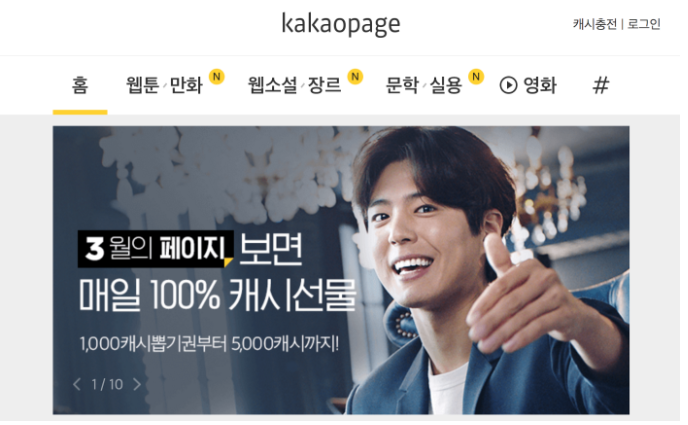 kakaopage
캐시충전 | 로그인
홈 웹툰·만화 N 웹소설·장르 N 문학·실용 N 영화 #
3월의 페이지 보면
매일 100% 캐시선물
1,000캐시뽑기권부터 5,000캐시까지!
< 1 / 10 >